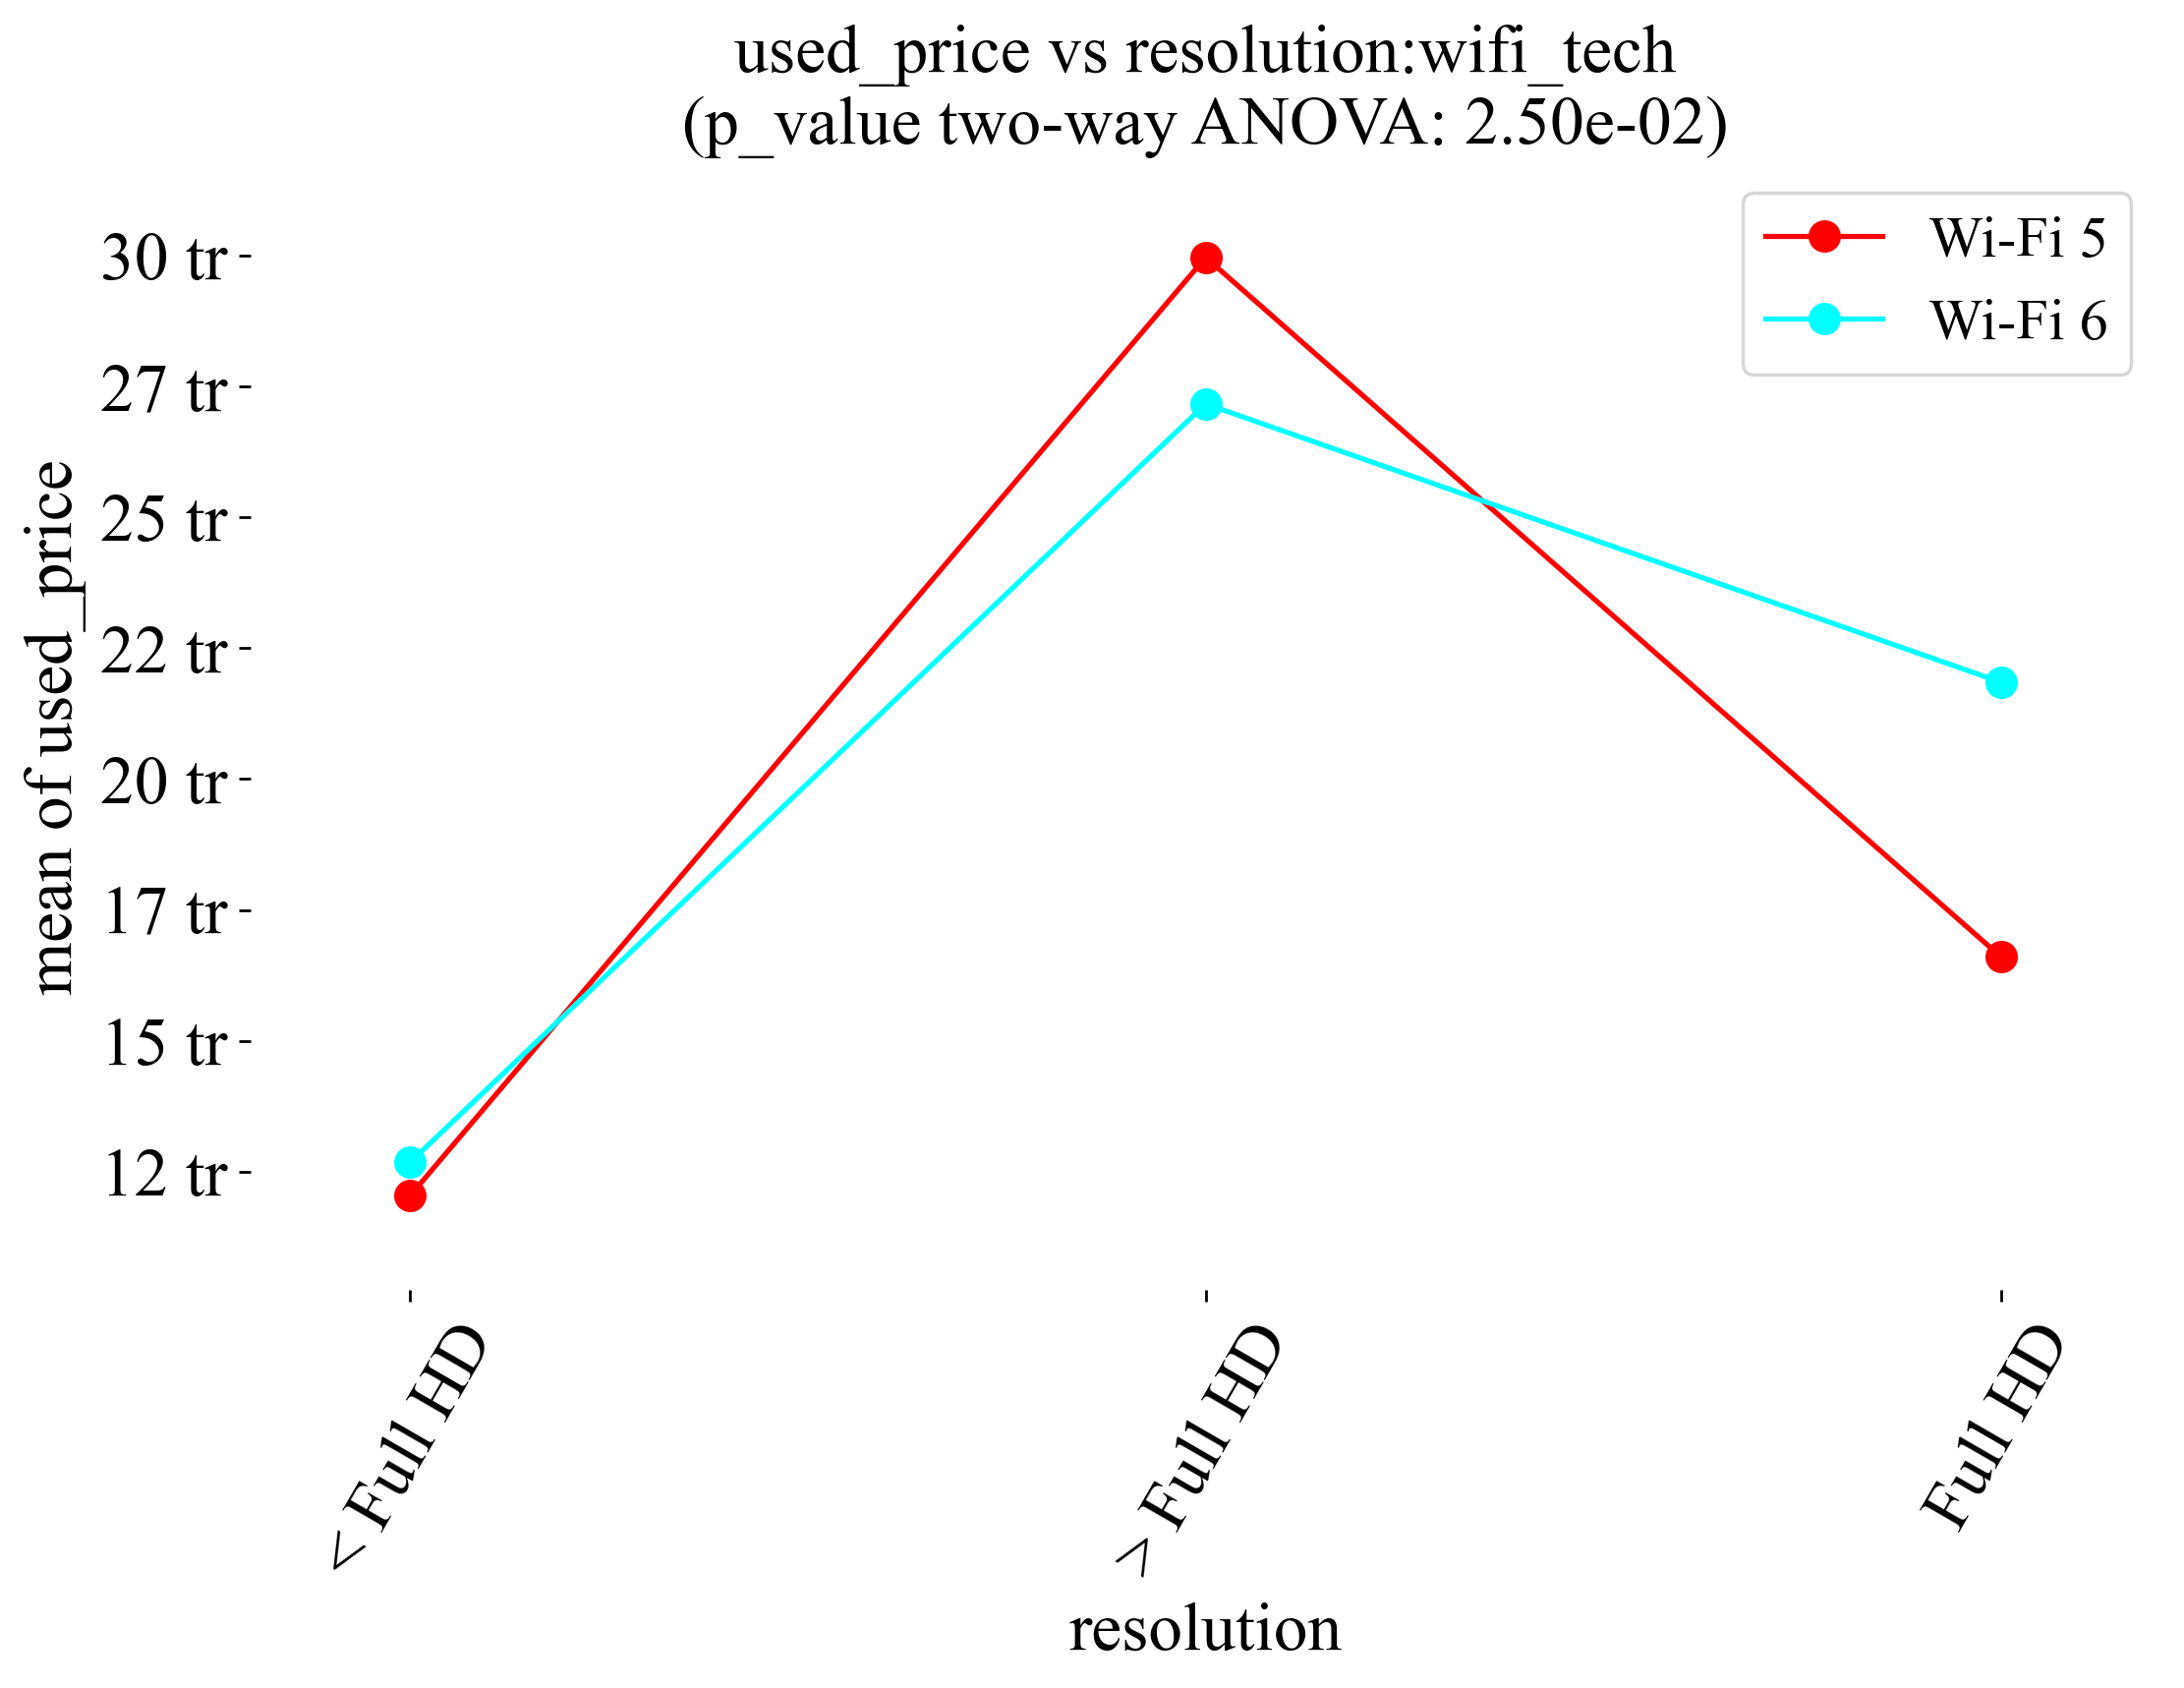 used_price vs resolution:wifi_tech
(p_value two-way ANOVA: 2.50e-02)
Wi-Fi 5
Wi-Fi 6
mean of used_price
30 tr
27 tr
25 tr
22 tr
20 tr
17 tr
15 tr
12 tr
< Full HD
> Full HD
Full HD
resolution